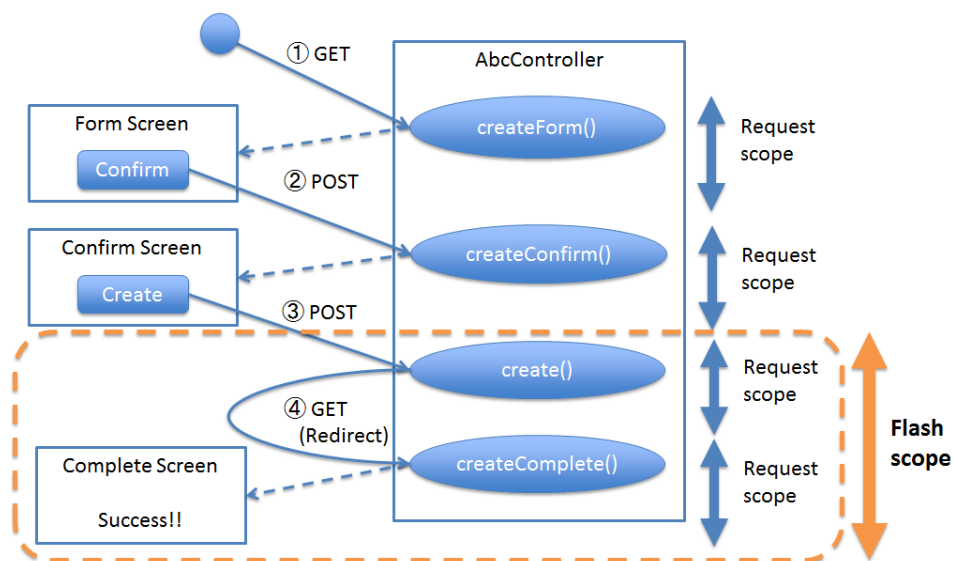 ① GET
AbcController
createForm()
Request
scope
Form Screen
Confirm
② POST
createConfirm()
Request
scope
Confirm Screen
Create
③ POST
create()
Request
scope
④ GET
(Redirect)
Flash
scope
createComplete()
Request
scope
Complete Screen
Success!!